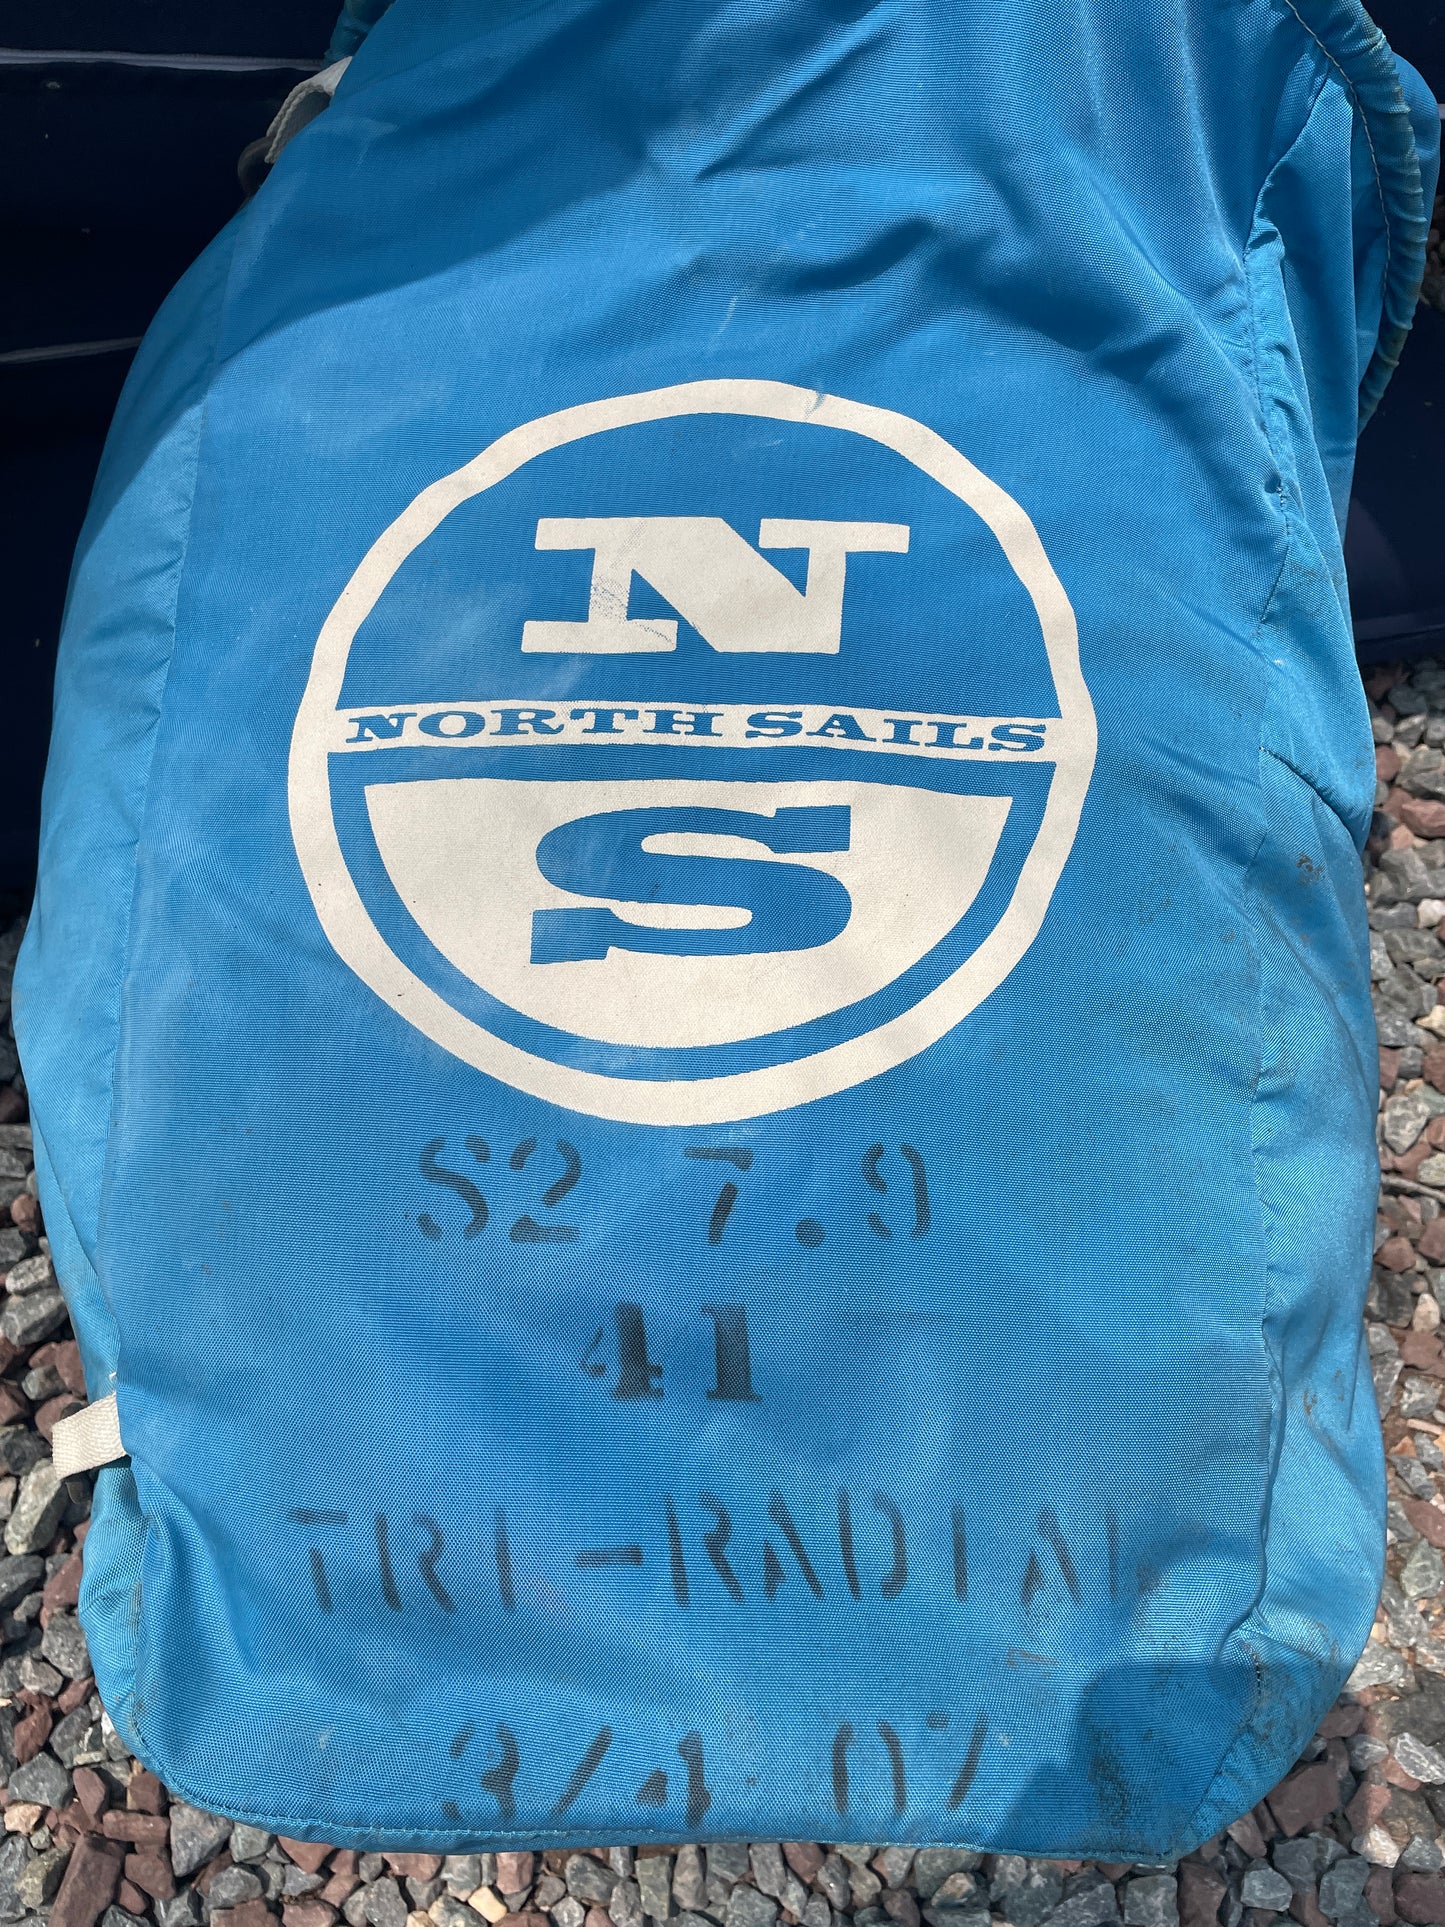 N
NORTH SAILS
S
S2 7.9
41
TRI-RADIAL
3/4 OZ